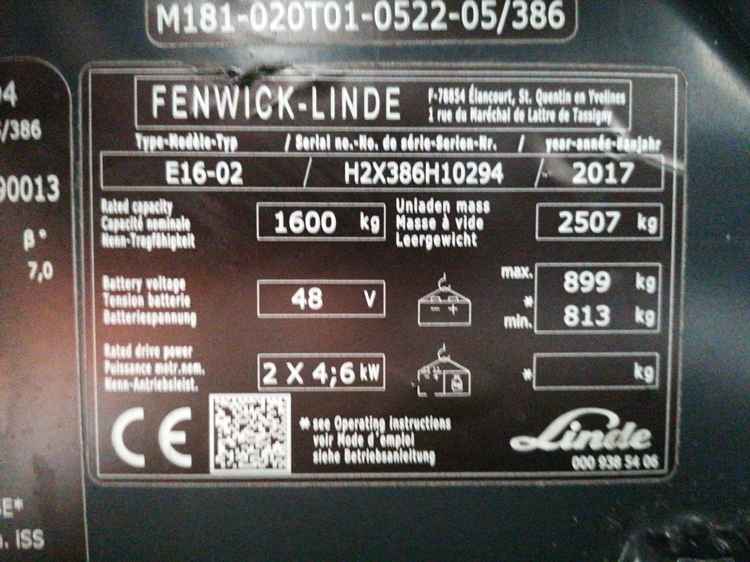 M181-020T01-0522-05/386
04
/386
90013
β°
7,0
FENWICK-LINDE
F-78854 Élancourt, St. Quentin en Yvelines
1 rue du Maréchal de Lattre de Tassigny
Type-Modèle-Typ / Serial no.-No. de série-Serien-Nr. / year-année-Baujahr
E16-02 / H2X386H10294 / 2017
Rated capacity
Capacité nominale
Nenn-Tragfähigkeit
1600 kg
Unladen mass
Masse à vide
Leergewicht
2507 kg
Battery voltage
Tension batterie
Batteriespannung
48 V
- +
max. 899 kg
*
min. 813 kg
Rated drive power
Puissance motr.nom.
Nenn-Antriebsleist.
2 X 4;6 kW
* kg
CE
* see Operating Instructions
voir Mode d'emploi
siehe Betriebsanleitung
Linde
000 938 54 06
E*
. ISS